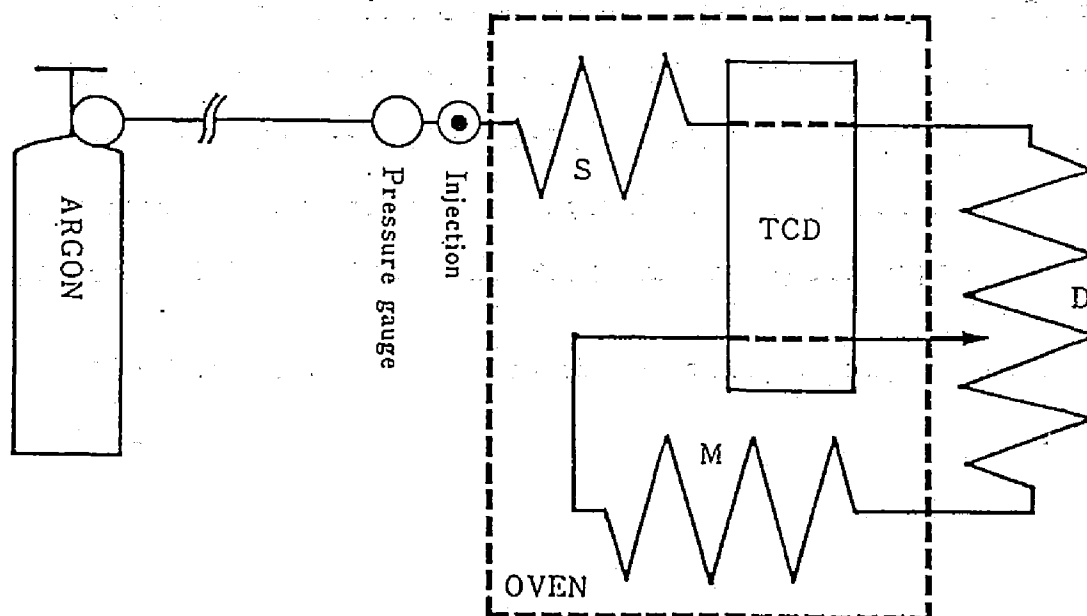 ARGON
Pressure gauge
Injection
S
TCD
D
M
OVEN